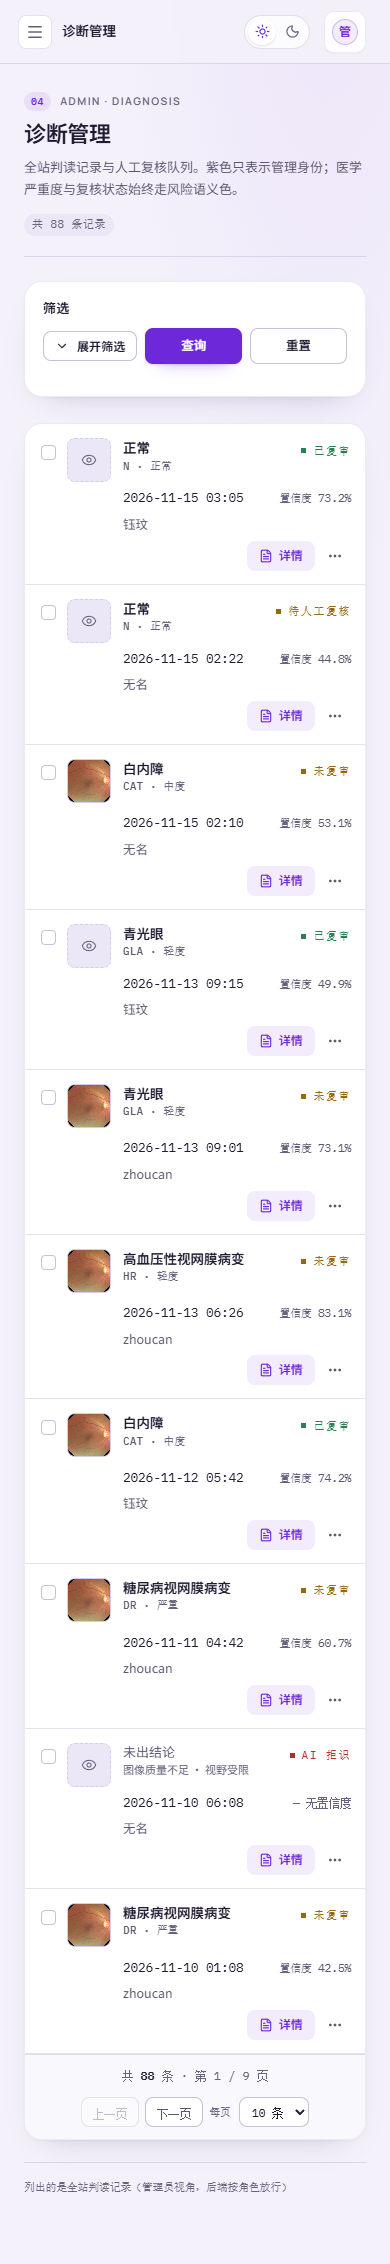 诊断管理
管
04 ADMIN · DIAGNOSIS
诊断管理
全站判读记录与人工复核队列。紫色只表示管理身份；医学
严重度与复核状态始终走风险语义色。
共 88 条记录
筛选
展开筛选 查询 重置
正常 已复审
N · 正常
2026-11-15 03:05 置信度 73.2%
钰玟
详情
正常 待人工复核
N · 正常
2026-11-15 02:22 置信度 44.8%
无名
详情
白内障 未复审
CAT · 中度
2026-11-15 02:10 置信度 53.1%
无名
详情
青光眼 已复审
GLA · 轻度
2026-11-13 09:15 置信度 49.9%
钰玟
详情
青光眼 未复审
GLA · 轻度
2026-11-13 09:01 置信度 73.1%
zhoucan
详情
高血压性视网膜病变 未复审
HR · 轻度
2026-11-13 06:26 置信度 83.1%
zhoucan
详情
白内障 已复审
CAT · 中度
2026-11-12 05:42 置信度 74.2%
钰玟
详情
糖尿病视网膜病变 未复审
DR · 严重
2026-11-11 04:42 置信度 60.7%
zhoucan
详情
未出结论 AI 拒识
图像质量不足 · 视野受限
2026-11-10 06:08 — 无置信度
无名
详情
糖尿病视网膜病变 未复审
DR · 严重
2026-11-10 01:08 置信度 42.5%
zhoucan
详情
共 88 条 · 第 1 / 9 页
上一页 下一页 每页 10 条
列出的是全站判读记录（管理员视角，后端按角色放行）